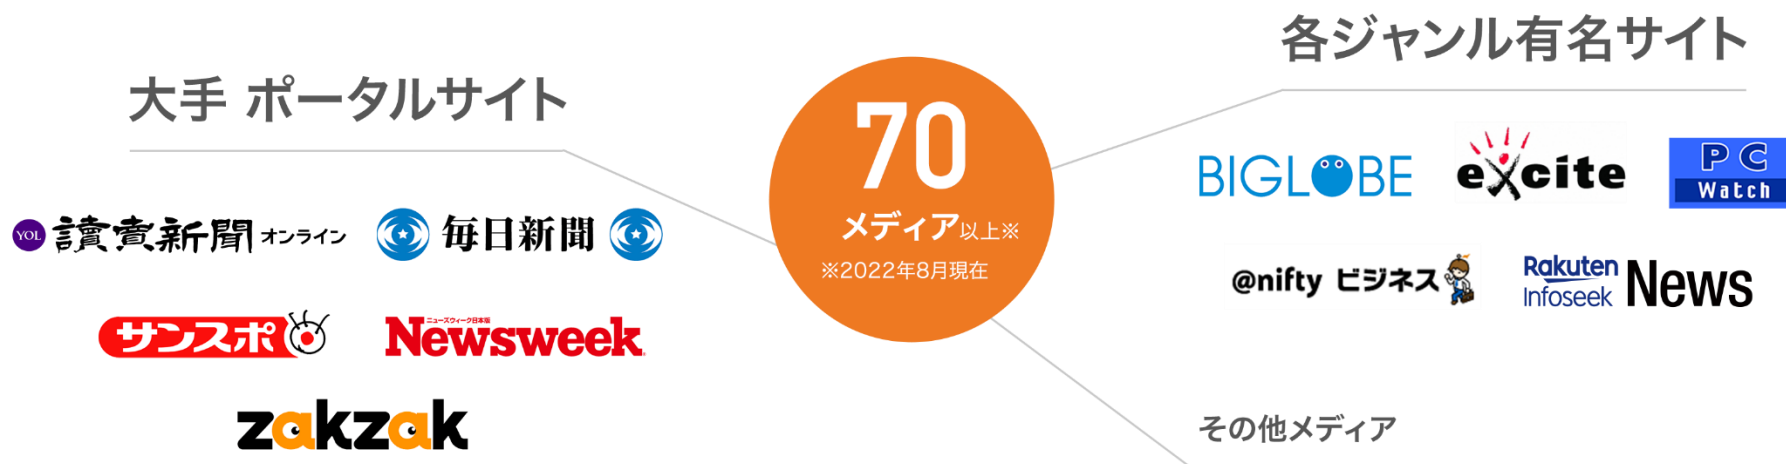 大手 ポータルサイト
YOL 讀賣新聞 オンライン
毎日新聞
サンスポ
ニューズウィーク日本版
Newsweek
zakzak
70
メディア以上※
※2022年8月現在
各ジャンル有名サイト
BIGLOBE
excite
PC
Watch
@nifty ビジネス
Rakuten
Infoseek News
その他メディア